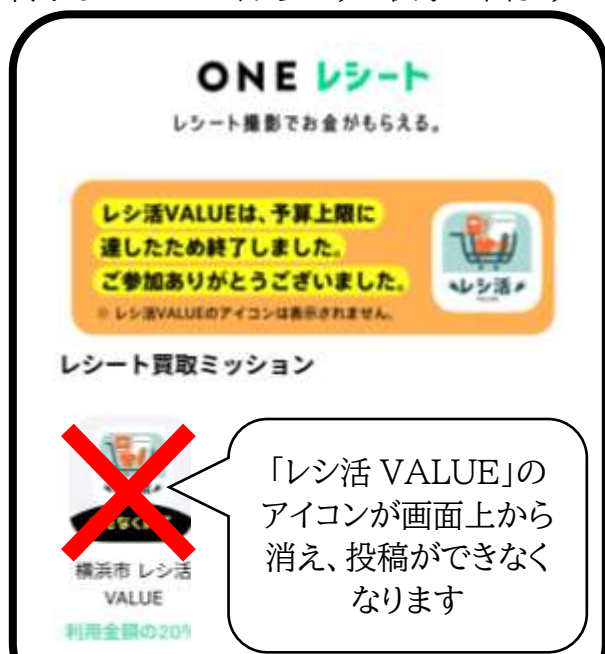 ONE レシート
レシート撮影でお金がもらえる。
レシ活VALUEは、予算上限に
達したため終了しました。
ご参加ありがとうございました。
※ レシ活VALUEのアイコンは表示されません。
レシ活
VALUE
レシート買取ミッション
「レシ活 VALUE」の
アイコンが画面上から
消え、投稿ができなく
なります
横浜市 レシ活
VALUE
利用金額の20%